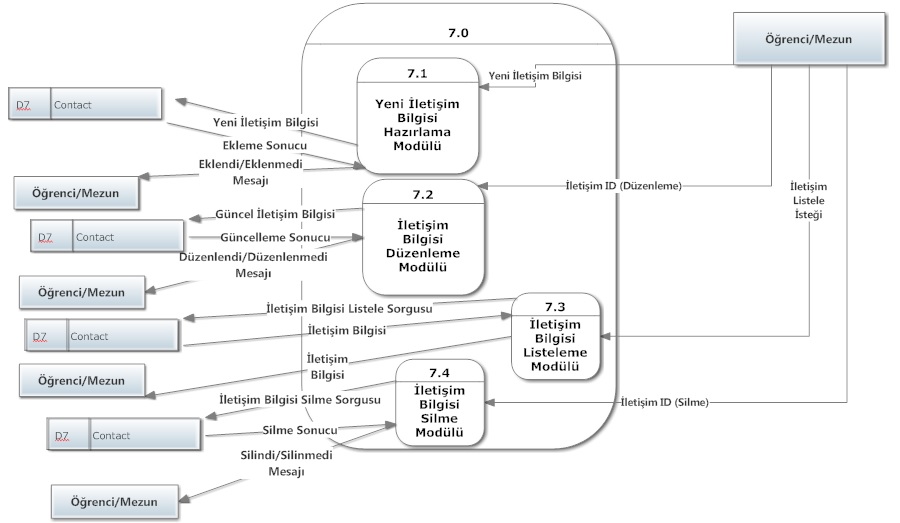 7.0
Öğrenci/Mezun
7.1
Yeni İletişim
Bilgisi
Hazırlama
Modülü
Yeni İletişim Bilgisi
D7 Contact
Yeni İletişim Bilgisi
Ekleme Sonucu
Eklendi/Eklenmedi
Mesajı
Öğrenci/Mezun
7.2
İletişim
Bilgisi
Düzenleme
Modülü
İletişim ID (Düzenleme)
İletişim
Listele
İsteği
Güncel İletişim Bilgisi
D7 Contact
Güncelleme Sonucu
Düzenlendi/Düzenlenmedi
Mesajı
Öğrenci/Mezun
7.3
İletişim
Bilgisi
Listeleme
Modülü
İletişim Bilgisi Listele Sorgusu
D7 Contact
İletişim Bilgisi
İletişim
Bilgisi
Öğrenci/Mezun
7.4
İletişim
Bilgisi
Silme
Modülü
İletişim Bilgisi Silme Sorgusu
İletişim ID (Silme)
D7 Contact
Silme Sonucu
Silindi/Silinmedi
Mesajı
Öğrenci/Mezun